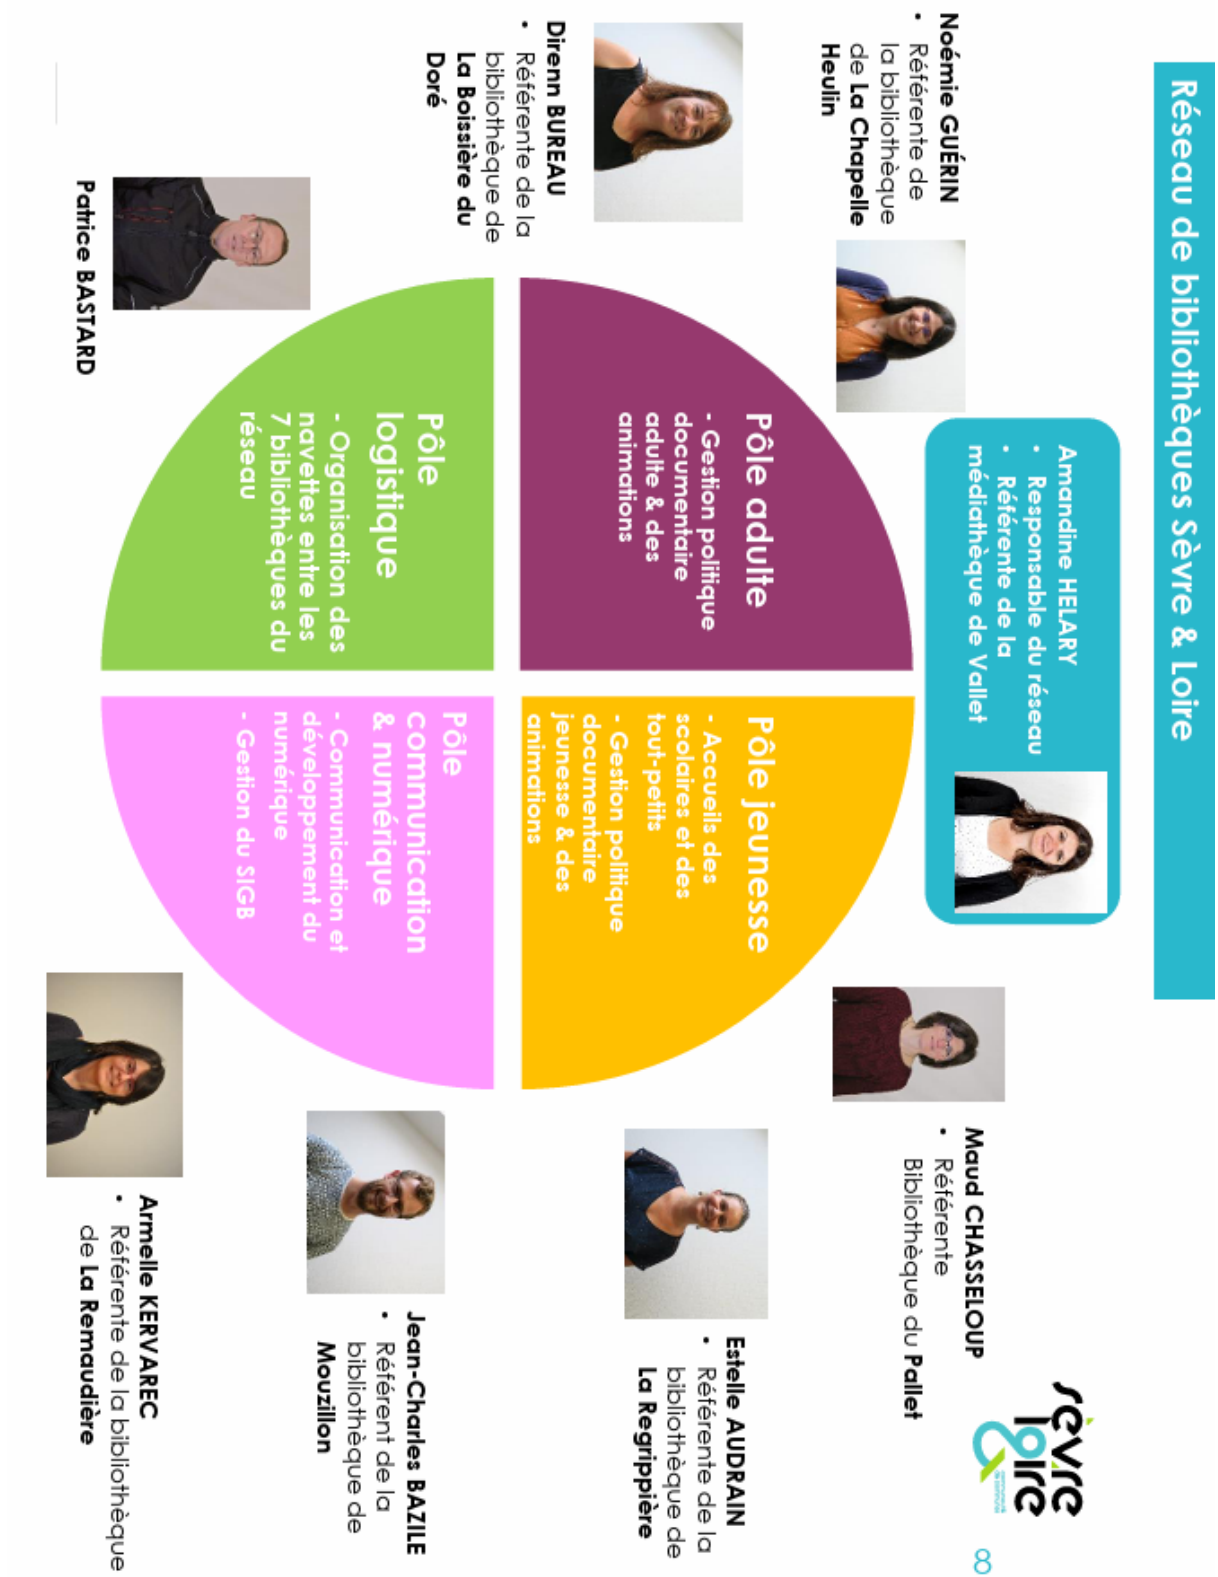 Réseau de bibliothèques Sèvre & Loire
Amandine HELARY
• Responsable du réseau
• Référente de la
médiathèque de Vallet
Noémie GUÉRIN
• Référente de
la bibliothèque
de La Chapelle
Heulin
Direnn BUREAU
• Référente de la
bibliothèque de
La Boissière du
Doré
Patrice BASTARD
Pôle adulte
- Gestion politique
documentaire
adulte & des
animations
Pôle jeunesse
- Accueils des
scolaires et des
tout-petits
- Gestion politique
documentaire
jeunesse & des
animations
Pôle
logistique
- Organisation des
navettes entre les
7 bibliothèques du
réseau
Pôle
communication
& numérique
- Communication et
développement du
numérique
- Gestion du SIGB
Maud CHASSELOUP
• Référente
Bibliothèque du Pallet
Estelle AUDRAIN
• Référente de la
bibliothèque de
La Regrippière
Jean-Charles BAZILE
• Référent de la
bibliothèque de
Mouzillon
Armelle KERVAREC
• Référente de la bibliothèque
de La Remaudière
sèvre
& loire
8